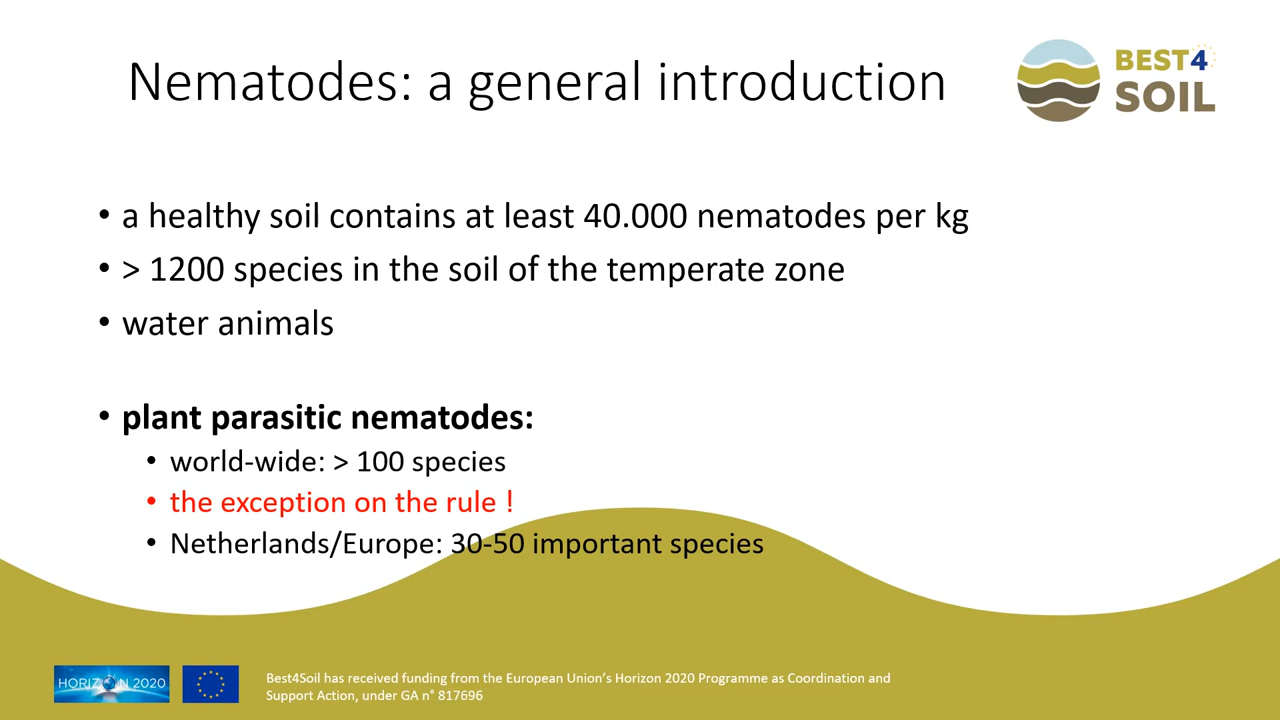 Nematodes: a general introduction
BEST4
SOIL
• a healthy soil contains at least 40.000 nematodes per kg
• > 1200 species in the soil of the temperate zone
• water animals
• plant parasitic nematodes:
• world-wide: > 100 species
• the exception on the rule !
• Netherlands/Europe: 30-50 important species
HORIZON 2020
Best4Soil has received funding from the European Union’s Horizon 2020 Programme as Coordination and
Support Action, under GA n° 817696